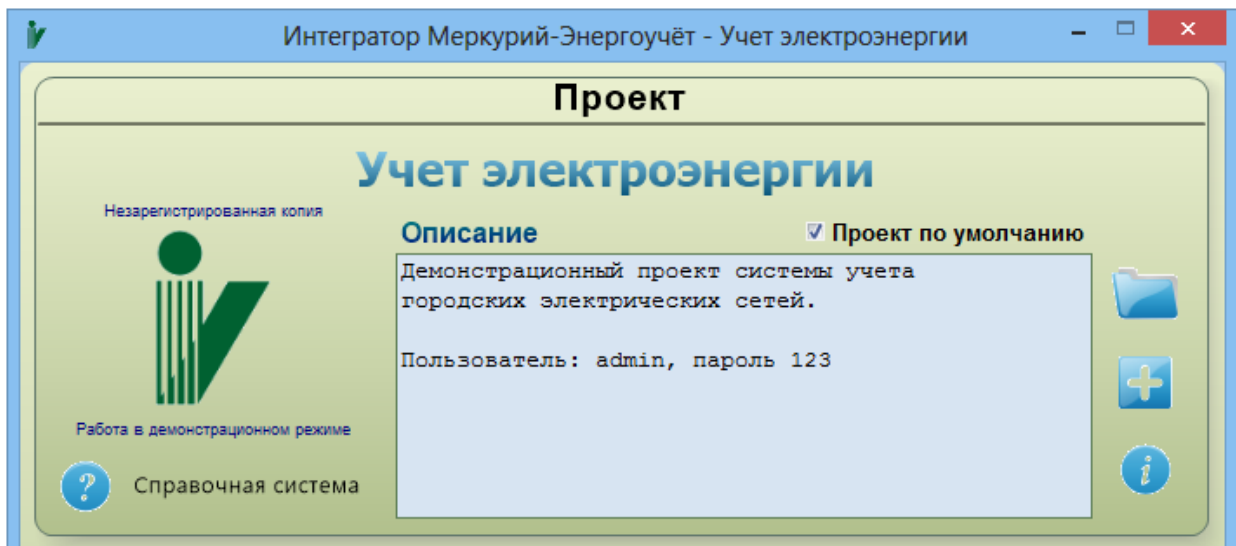 Интегратор Меркурий-Энергоучёт - Учет электроэнергии
Проект
Учет электроэнергии
Незарегистрированная копия
Описание
Проект по умолчанию
Демонстрационный проект системы учета
городских электрических сетей.
Пользователь: admin, пароль 123
Работа в демонстрационном режиме
? Справочная система
i